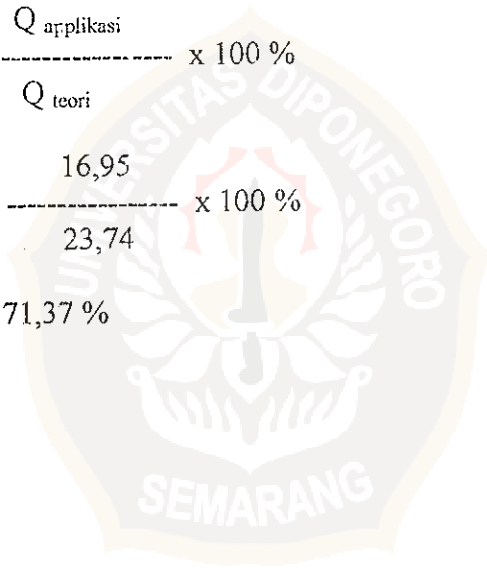 Q applikasi
----------------- x 100 %
Q teori
16,95
----------------- x 100 %
23,74
71,37 %
UNIVERSITAS DIPONEGORO
SEMARANG